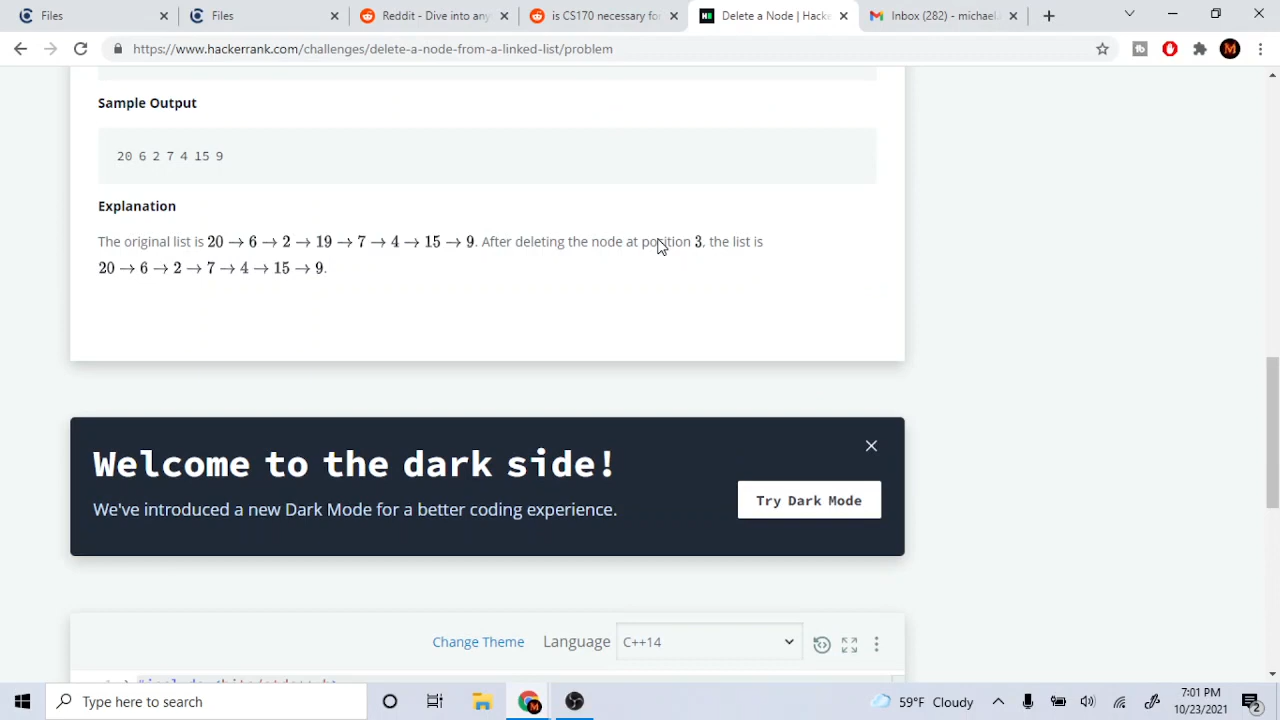 Files
Files
Reddit - Dive into any
is CS170 necessary fo
Delete a Node | Hacke
Inbox (282) - michael.
https://www.hackerrank.com/challenges/delete-a-node-from-a-linked-list/problem
Sample Output
20 6 2 7 4 15 9
Explanation
The original list is 20 → 6 → 2 → 19 → 7 → 4 → 15 → 9. After deleting the node at position 3, the list is
20 → 6 → 2 → 7 → 4 → 15 → 9.
Welcome to the dark side!
We've introduced a new Dark Mode for a better coding experience.
Try Dark Mode
Change Theme Language C++14
Type here to search
59°F Cloudy
7:01 PM
10/23/2021
2